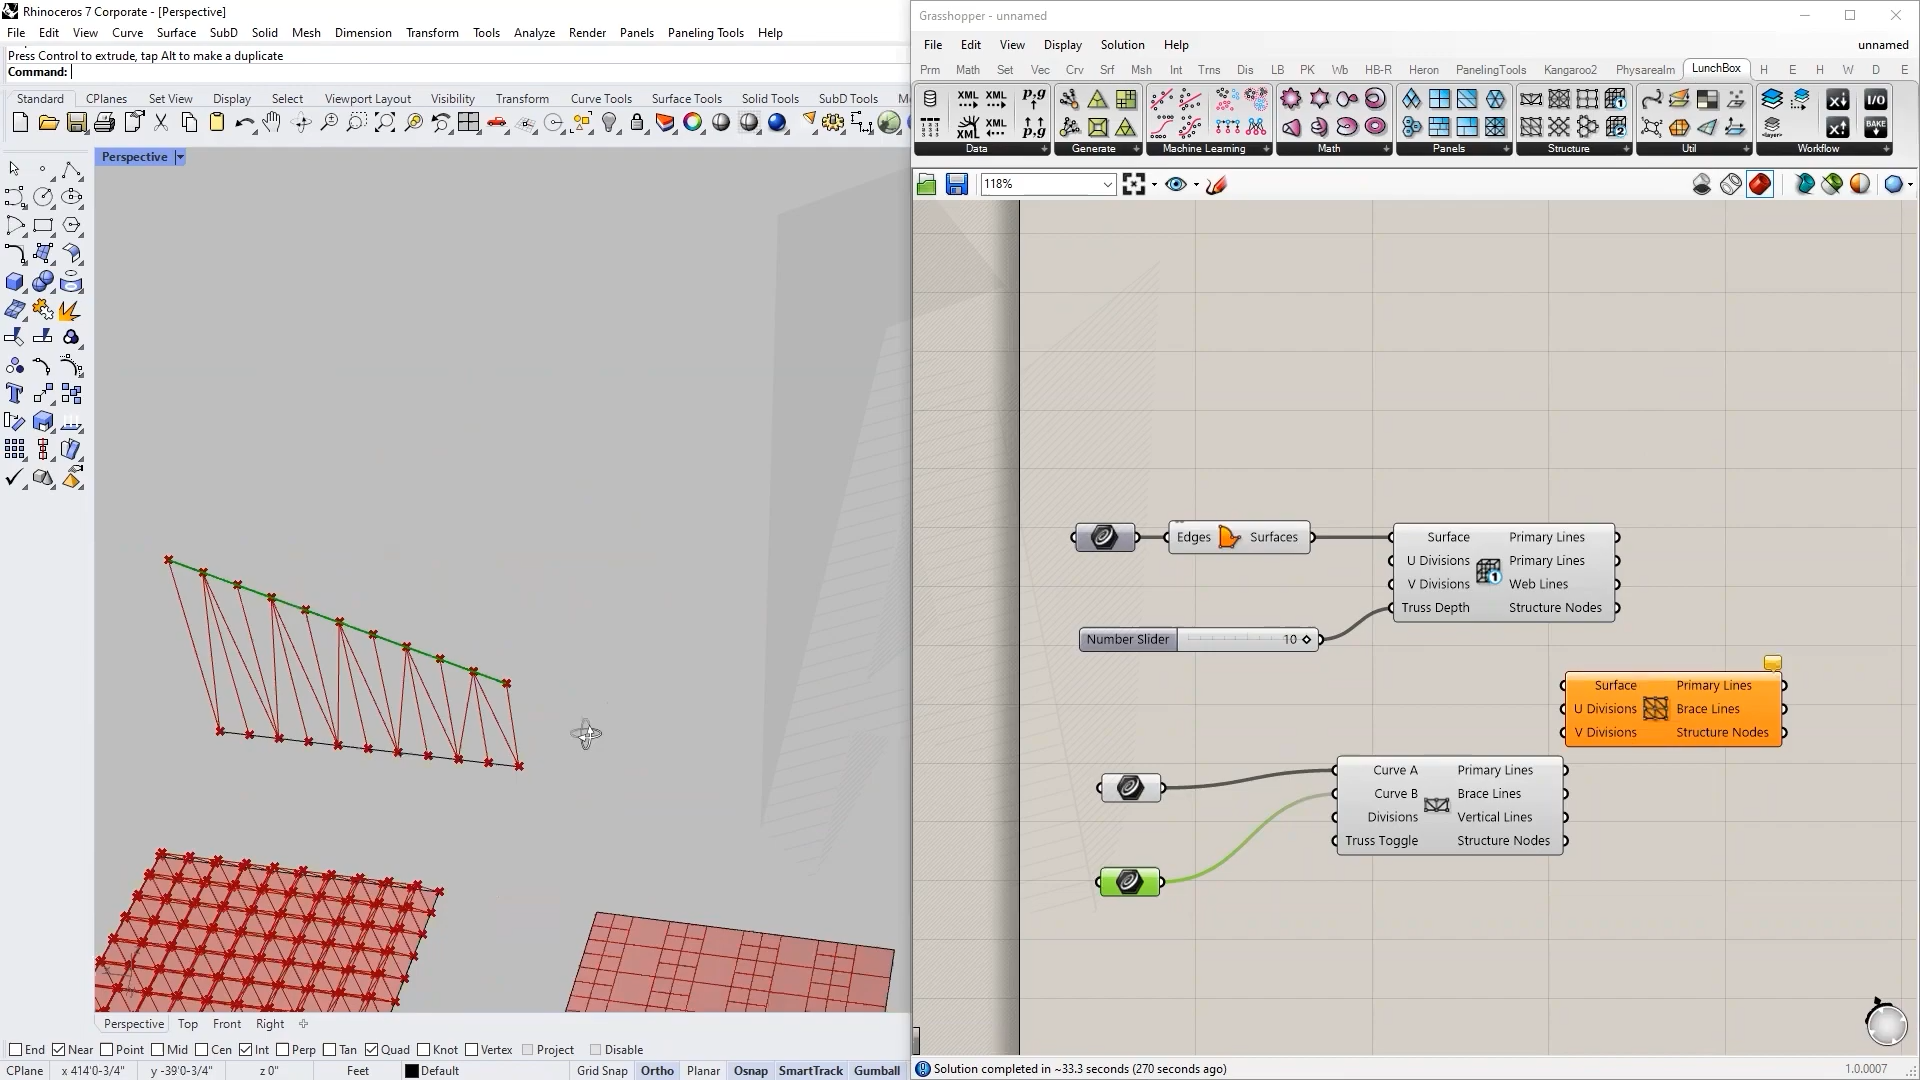 Rhinoceros 7 Corporate - [Perspective]
File Edit View Curve Surface SubD Solid Mesh Dimension Transform Tools Analyze Render Panels Paneling Tools Help
Press Control to extrude, tap Alt to make a duplicate
Command:
Standard CPlanes Set View Display Select Viewport Layout Visibility Transform Curve Tools Surface Tools Solid Tools SubD Tools
Perspective
Perspective Top Front Right
End Near Point Mid Cen Int Perp Tan Quad Knot Vertex Project Disable
CPlane x 414'0-3/4" y -39'0-3/4" z 0" Feet Default Grid Snap Ortho Planar Osnap SmartTrack Gumball
Grasshopper - unnamed
File Edit View Display Solution Help unnamed
Prm Math Set Vec Crv Srf Msh Int Trns Dis LB PK Wb HB-R Heron PanelingTools Kangaroo2 Physarealm LunchBox H E H W D E
Data Generate Machine Learning Math Panels Structure Util Workflow
118%
Edges Surfaces
Surface Primary Lines
U Divisions Primary Lines
V Divisions Web Lines
Truss Depth Structure Nodes
Number Slider 10
Surface Primary Lines
U Divisions Brace Lines
V Divisions Structure Nodes
Curve A Primary Lines
Curve B Brace Lines
Divisions Vertical Lines
Truss Toggle Structure Nodes
Solution completed in ~33.3 seconds (270 seconds ago) 1.0.0007